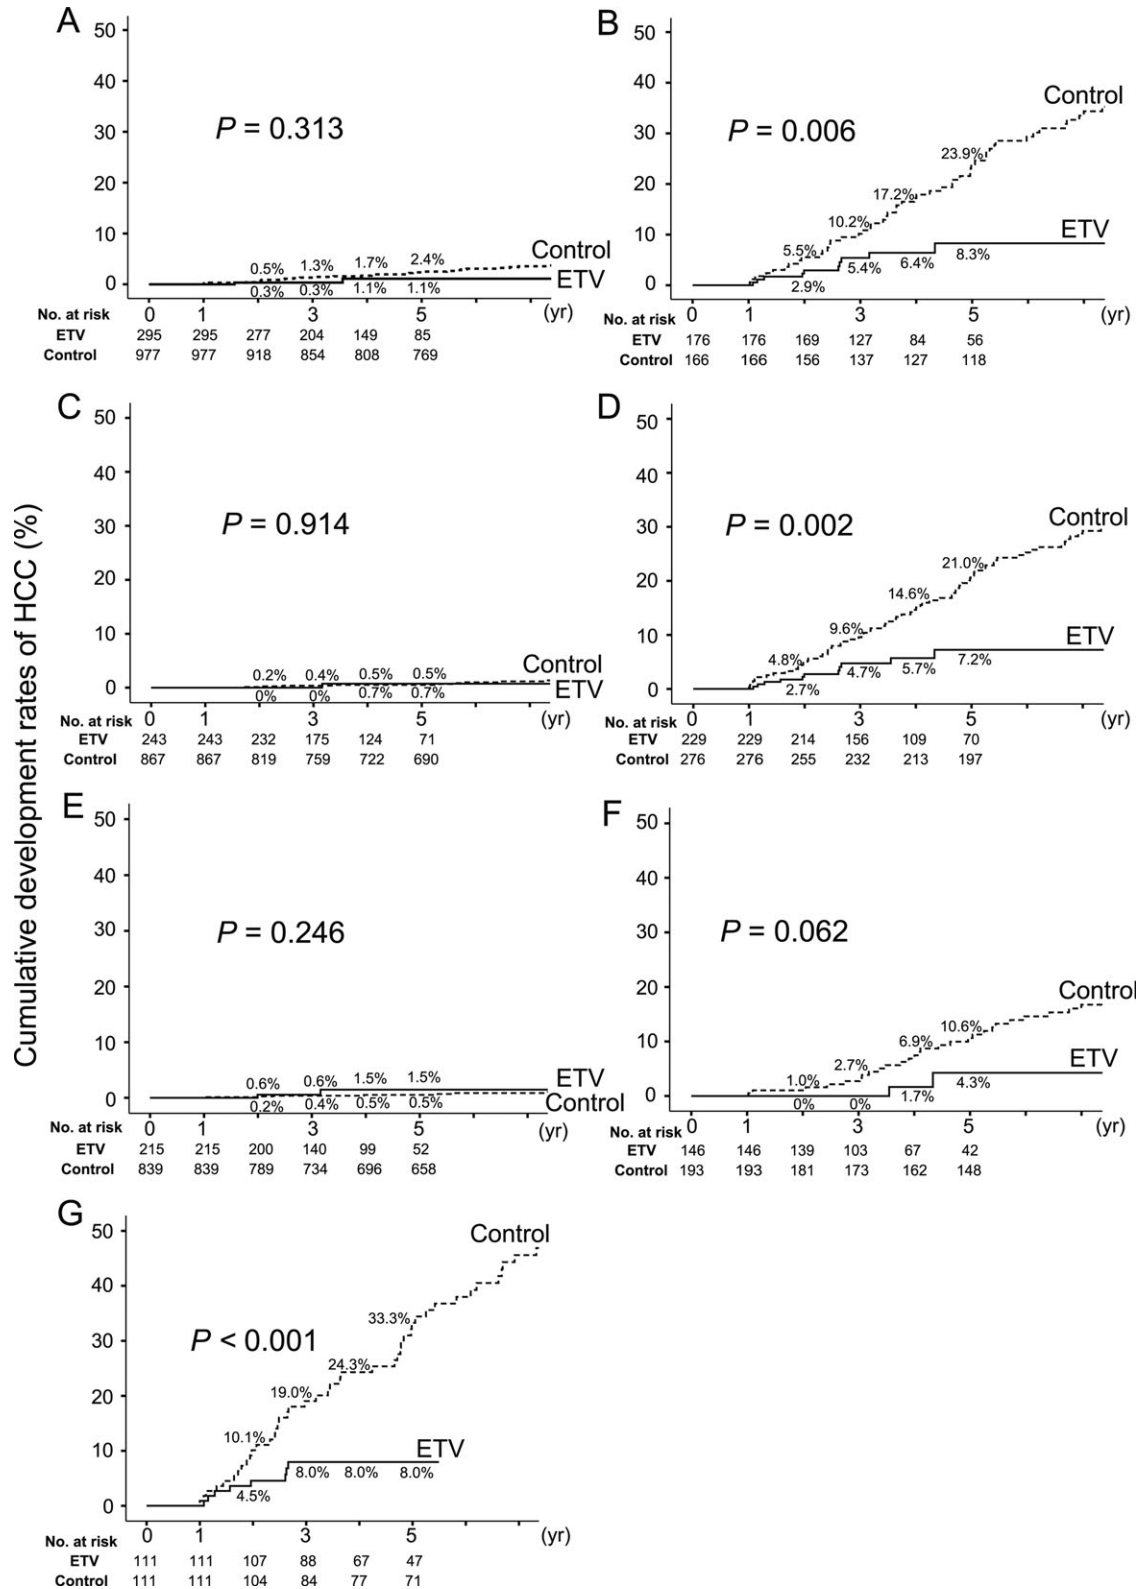 Cumulative development rates of HCC (%)
A
50
40
30
20
10
0
P = 0.313
0.5% 1.3% 1.7% 2.4%
Control
ETV
0.3% 0.3% 1.1% 1.1%
0 1 3 5 (yr)
No. at risk
ETV 295 295 277 204 149 85
Control 977 977 918 854 808 769
B
50
40
30
20
10
0
P = 0.006
Control
23.9%
17.2%
10.2%
5.5%
ETV
2.9% 5.4% 6.4% 8.3%
0 1 3 5 (yr)
No. at risk
ETV 176 176 169 127 84 56
Control 166 166 156 137 127 118
C
50
40
30
20
10
0
P = 0.914
0.2% 0.4% 0.5% 0.5%
Control
ETV
0% 0% 0.7% 0.7%
0 1 3 5 (yr)
No. at risk
ETV 243 243 232 175 124 71
Control 867 867 819 759 722 690
D
50
40
30
20
10
0
P = 0.002
Control
21.0%
14.6%
9.6%
4.8%
ETV
2.7% 4.7% 5.7% 7.2%
0 1 3 5 (yr)
No. at risk
ETV 229 229 214 156 109 70
Control 276 276 255 232 213 197
E
50
40
30
20
10
0
P = 0.246
0.6% 0.6% 1.5% 1.5%
ETV
Control
0.2% 0.4% 0.5% 0.5%
0 1 3 5 (yr)
No. at risk
ETV 215 215 200 140 99 52
Control 839 839 789 734 696 658
F
50
40
30
20
10
0
P = 0.062
Control
10.6%
6.9%
2.7%
1.0%
ETV
0% 0% 1.7% 4.3%
0 1 3 5 (yr)
No. at risk
ETV 146 146 139 103 67 42
Control 193 193 181 173 162 148
G
50
40
30
20
10
0
P < 0.001
Control
33.3%
24.3%
19.0%
10.1%
ETV
4.5% 8.0% 8.0% 8.0%
0 1 3 5 (yr)
No. at risk
ETV 111 111 107 88 67 47
Control 111 111 104 84 77 71